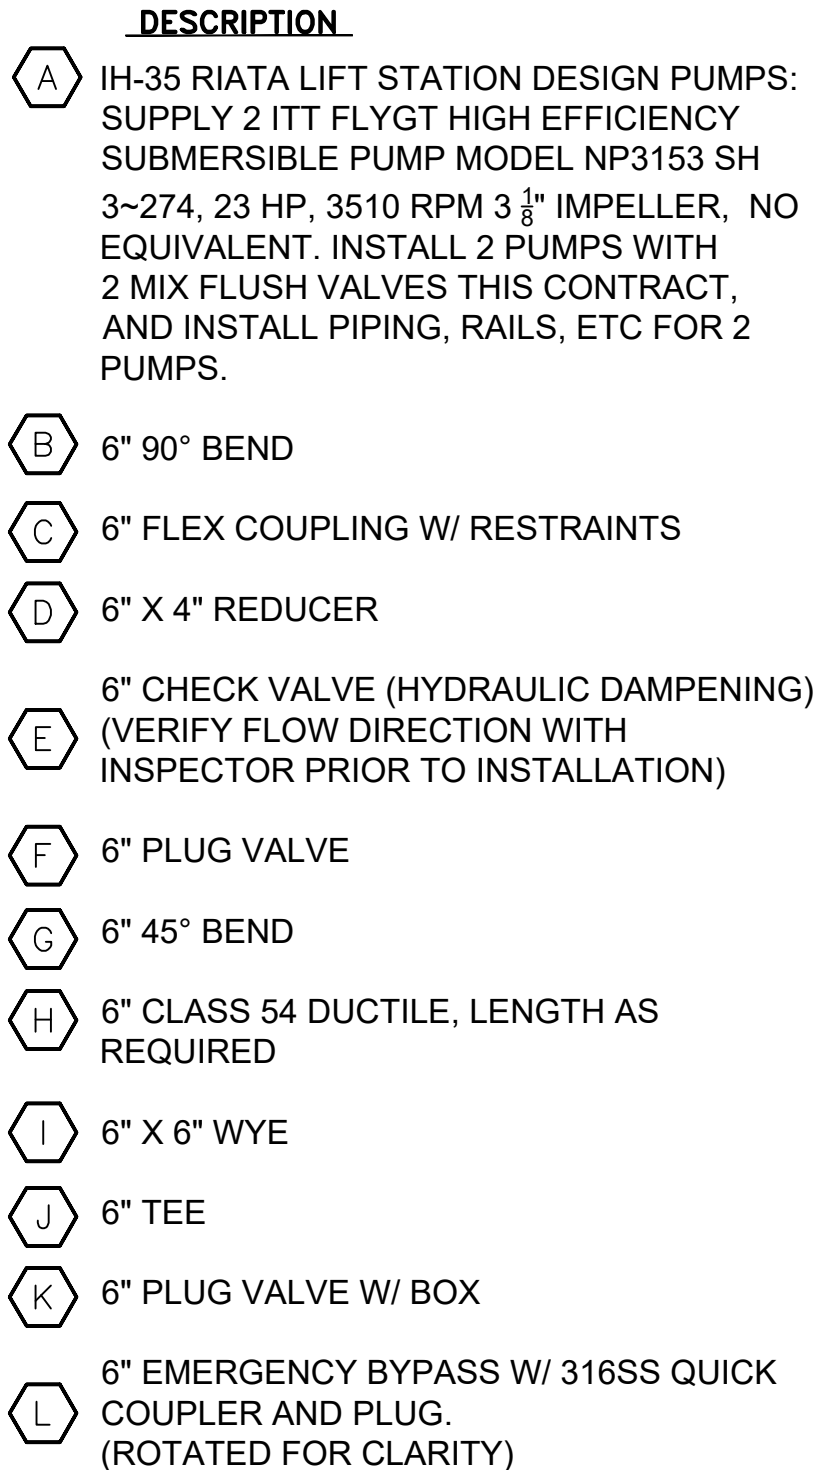 DESCRIPTION
A IH-35 RIATA LIFT STATION DESIGN PUMPS:
SUPPLY 2 ITT FLYGT HIGH EFFICIENCY
SUBMERSIBLE PUMP MODEL NP3153 SH
3~274, 23 HP, 3510 RPM 3 1/8" IMPELLER, NO
EQUIVALENT. INSTALL 2 PUMPS WITH
2 MIX FLUSH VALVES THIS CONTRACT,
AND INSTALL PIPING, RAILS, ETC FOR 2
PUMPS.
B 6" 90° BEND
C 6" FLEX COUPLING W/ RESTRAINTS
D 6" X 4" REDUCER
6" CHECK VALVE (HYDRAULIC DAMPENING)
E (VERIFY FLOW DIRECTION WITH
INSPECTOR PRIOR TO INSTALLATION)
F 6" PLUG VALVE
G 6" 45° BEND
H 6" CLASS 54 DUCTILE, LENGTH AS
REQUIRED
I 6" X 6" WYE
J 6" TEE
K 6" PLUG VALVE W/ BOX
6" EMERGENCY BYPASS W/ 316SS QUICK
L COUPLER AND PLUG.
(ROTATED FOR CLARITY)